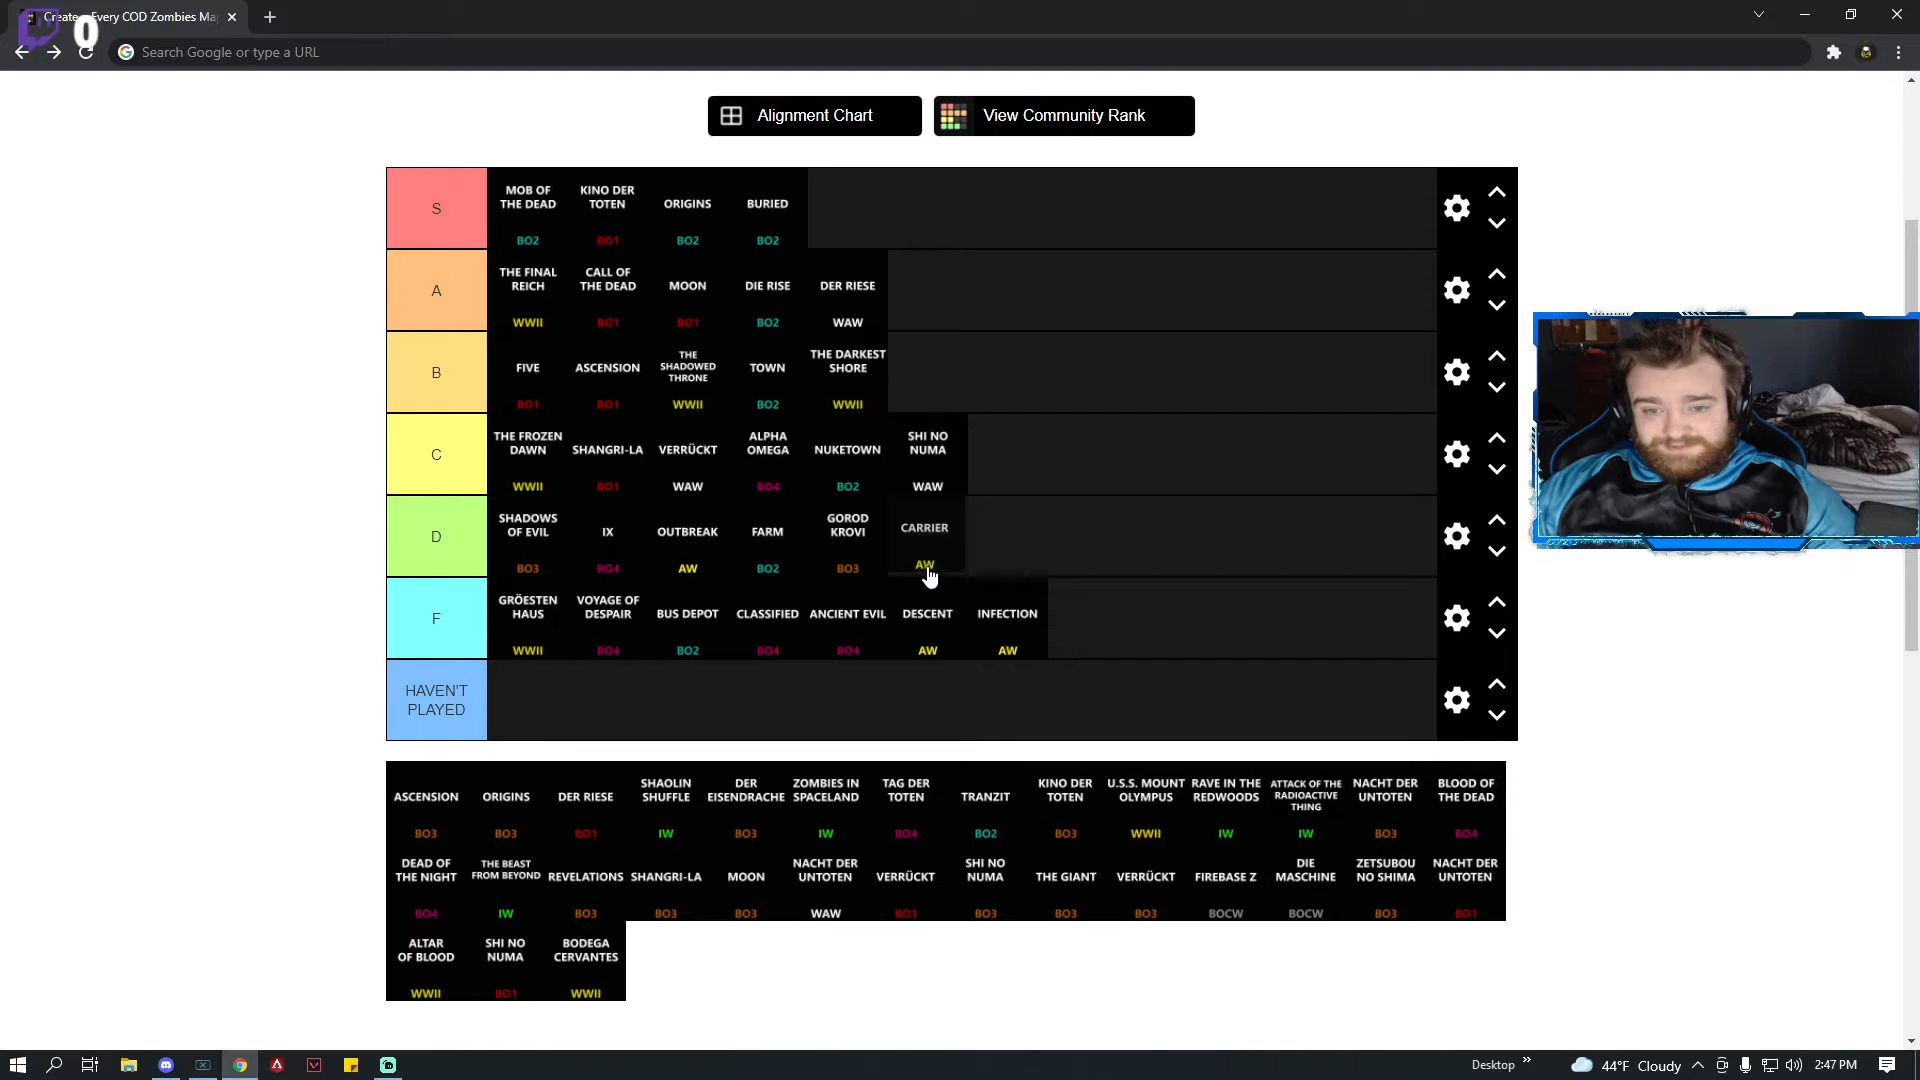 Create a Every COD Zombies Ma
0
Search Google or type a URL
Alignment Chart
View Community Rank
S
MOB OF THE DEAD BO2
KINO DER TOTEN BO1
ORIGINS BO2
BURIED BO2
A
THE FINAL REICH WWII
CALL OF THE DEAD BO1
MOON BO1
DIE RISE BO2
DER RIESE WAW
B
FIVE BO1
ASCENSION BO1
THE SHADOWED THRONE WWII
TOWN BO2
THE DARKEST SHORE WWII
C
THE FROZEN DAWN WWII
SHANGRI-LA BO1
VERRÜCKT WAW
ALPHA OMEGA BO4
NUKETOWN BO2
SHI NO NUMA WAW
D
SHADOWS OF EVIL BO3
IX BO4
OUTBREAK AW
FARM BO2
GOROD KROVI BO3
CARRIER AW
F
GRÖESTEN HAUS WWII
VOYAGE OF DESPAIR BO4
BUS DEPOT BO2
CLASSIFIED BO4
ANCIENT EVIL BO4
DESCENT AW
INFECTION AW
HAVEN'T PLAYED
ASCENSION BO3
ORIGINS BO3
DER RIESE BO1
SHAOLIN SHUFFLE IW
DER EISENDRACHE BO3
ZOMBIES IN SPACELAND IW
TAG DER TOTEN BO4
TRANZIT BO2
KINO DER TOTEN BO3
U.S.S. MOUNT OLYMPUS WWII
RAVE IN THE REDWOODS IW
ATTACK OF THE RADIOACTIVE THING IW
NACHT DER UNTOTEN BO3
BLOOD OF THE DEAD BO4
DEAD OF THE NIGHT BO4
THE BEAST FROM BEYOND IW
REVELATIONS BO3
SHANGRI-LA BO3
MOON BO3
NACHT DER UNTOTEN WAW
VERRÜCKT BO1
SHI NO NUMA BO3
THE GIANT BO3
VERRÜCKT BO3
FIREBASE Z BOCW
DIE MASCHINE BOCW
ZETSUBOU NO SHIMA BO3
NACHT DER UNTOTEN BO1
ALTAR OF BLOOD WWII
SHI NO NUMA BO1
BODEGA CERVANTES WWII
Desktop
44°F Cloudy
2:47 PM